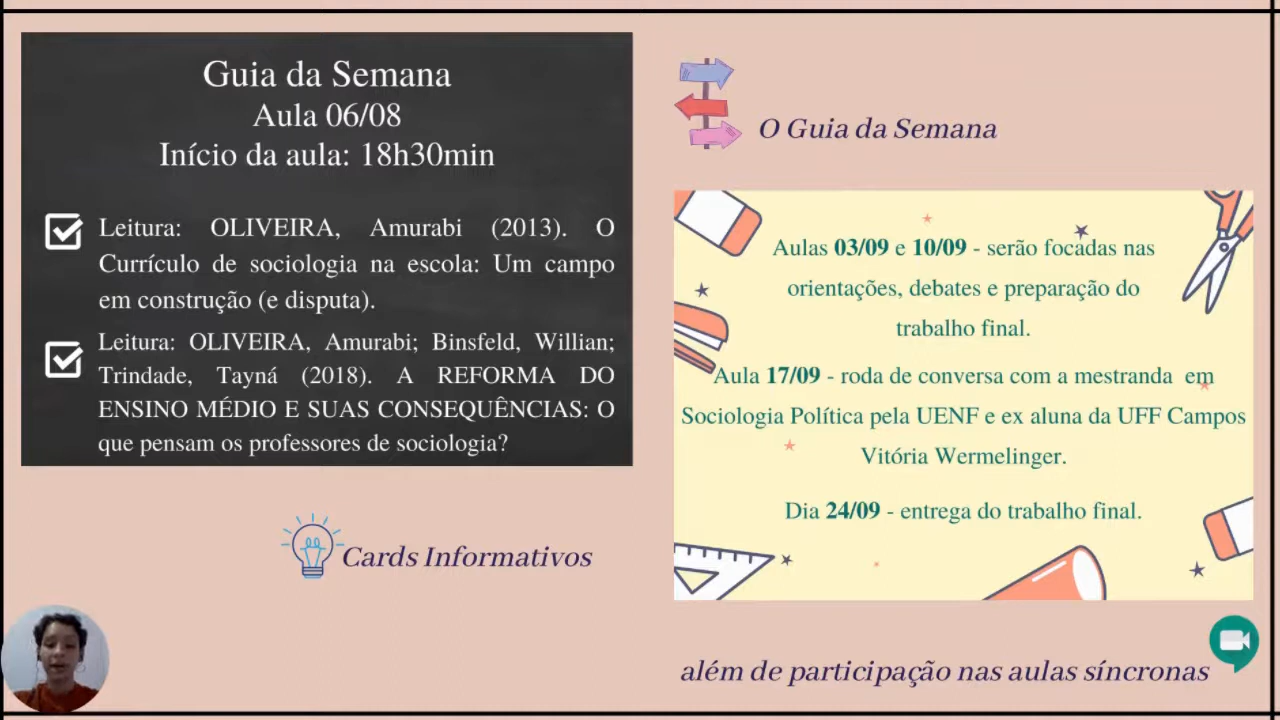 Guia da Semana
Aula 06/08
Início da aula: 18h30min
Leitura: OLIVEIRA, Amurabi (2013). O
Currículo de sociologia na escola: Um campo
em construção (e disputa).
Leitura: OLIVEIRA, Amurabi; Binsfeld, Willian;
Trindade, Tayná (2018). A REFORMA DO
ENSINO MÉDIO E SUAS CONSEQUÊNCIAS: O
que pensam os professores de sociologia?
Cards Informativos
O Guia da Semana
Aulas 03/09 e 10/09 - serão focadas nas
orientações, debates e preparação do
trabalho final.
Aula 17/09 - roda de conversa com a mestranda em
Sociologia Política pela UENF e ex aluna da UFF Campos
Vitória Wermelinger.
Dia 24/09 - entrega do trabalho final.
além de participação nas aulas síncronas